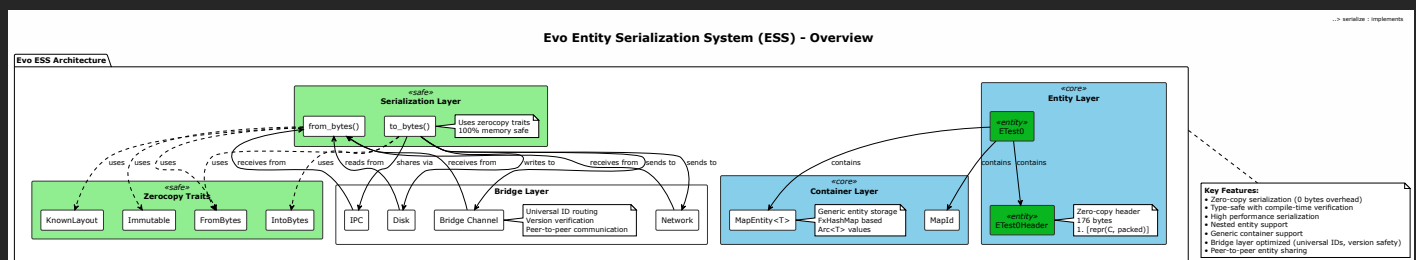 ..> serialize : implements
Evo Entity Serialization System (ESS) - Overview
Evo ESS Architecture
«safe»
Serialization Layer
from_bytes()
to_bytes()
Uses zerocopy traits
100% memory safe
«core»
Entity Layer
«entity»
ETest0
uses
uses
uses
uses
uses
receives from
reads from
shares via
receives from
writes to
receives from
sends to
sends to
contains
contains
contains
«safe»
Zerocopy Traits
KnownLayout
Immutable
FromBytes
IntoBytes
Bridge Layer
IPC
Disk
Bridge Channel
Universal ID routing
Version verification
Peer-to-peer communication
Network
«core»
Container Layer
MapEntity<T>
Generic entity storage
FxHashMap based
Arc<T> values
MapId
«entity»
ETest0Header
Zero-copy header
176 bytes
1. [repr(C, packed)]
Key Features:
• Zero-copy serialization (0 bytes overhead)
• Type-safe with compile-time verification
• High performance serialization
• Nested entity support
• Generic container support
• Bridge layer optimized (universal IDs, version safety)
• Peer-to-peer entity sharing